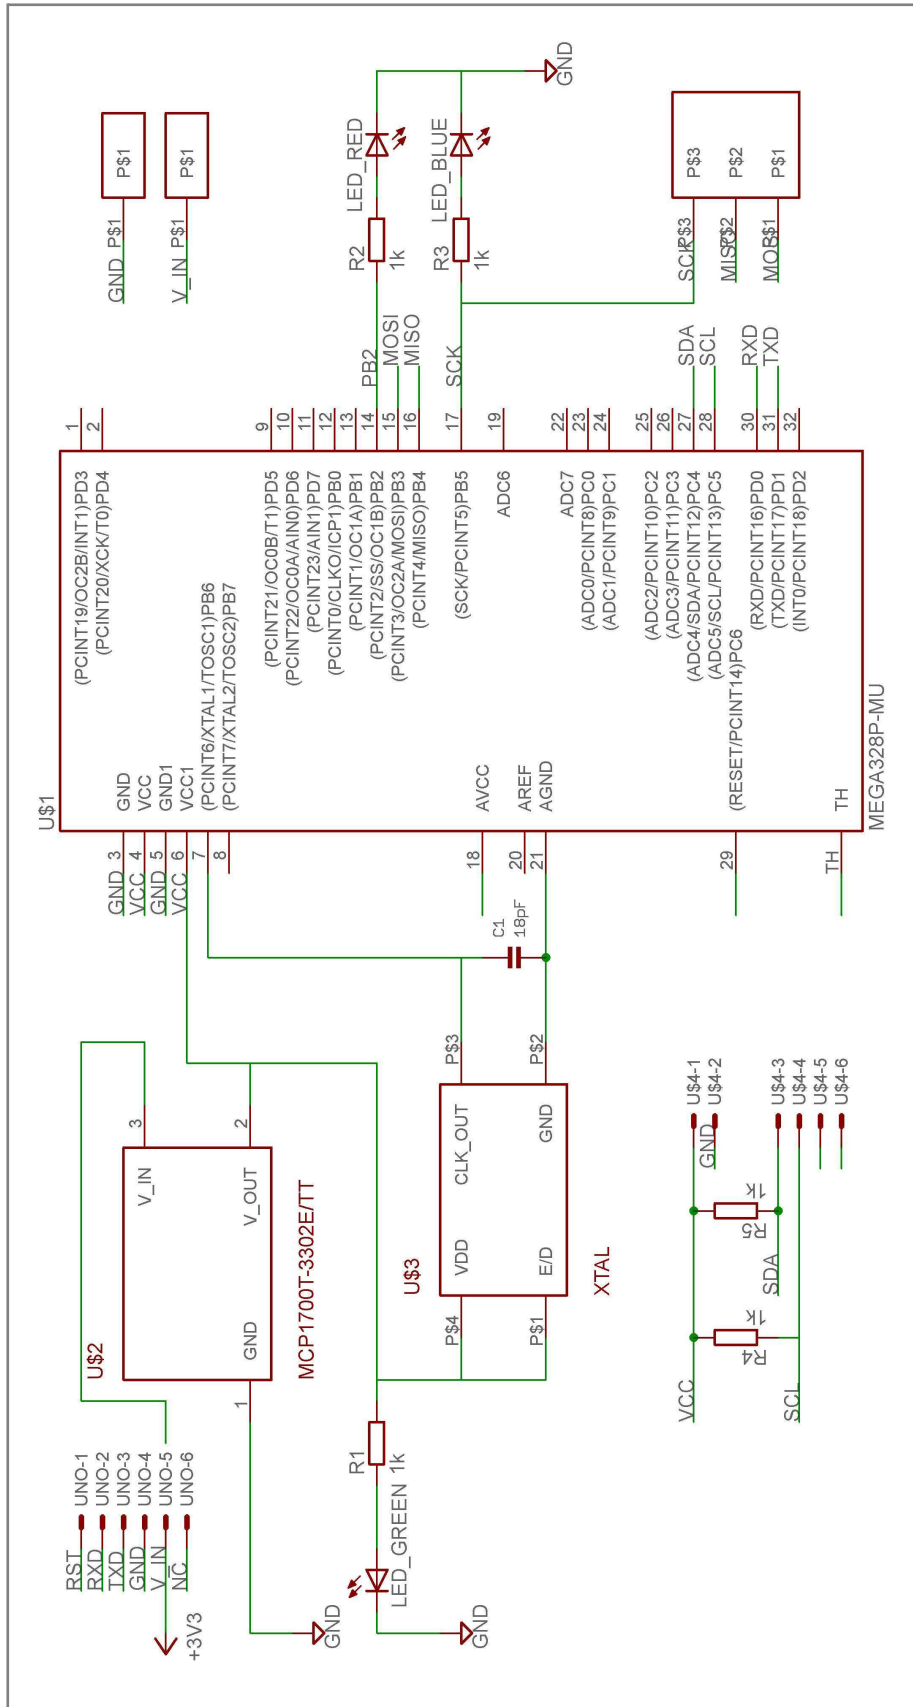 GND P$1
P$1
V_IN P$1
P$1
R2
1k
LED_RED
R3
1k
LED_BLUE
GND
SCK P$3
MISO P$2
MOSI P$1
P$3
P$2
P$1
PB2
MOSI
MISO
SCK
SDA
SCL
RXD
TXD
U$1
MEGA328P-MU
1 (PCINT19/OC2B/INT1)PD3
2 (PCINT20/XCK/T0)PD4
9 (PCINT21/OC0B/T1)PD5
10 (PCINT22/OC0A/AIN0)PD6
11 (PCINT23/AIN1)PD7
12 (PCINT0/CLKO/ICP1)PB0
13 (PCINT1/OC1A)PB1
14 (PCINT2/SS/OC1B)PB2
15 (PCINT3/OC2A/MOSI)PB3
16 (PCINT4/MISO)PB4
17 (SCK/PCINT5)PB5
19 ADC6
22 ADC7
23 (ADC0/PCINT8)PC0
24 (ADC1/PCINT9)PC1
25 (ADC2/PCINT10)PC2
26 (ADC3/PCINT11)PC3
27 (ADC4/SDA/PCINT12)PC4
28 (ADC5/SCL/PCINT13)PC5
30 (RXD/PCINT16)PD0
31 (TXD/PCINT17)PD1
32 (INT0/PCINT18)PD2
GND 3 GND
VCC 4 VCC
GND 5 GND1
VCC 6 VCC1
7 (PCINT6/XTAL1/TOSC1)PB6
8 (PCINT7/XTAL2/TOSC2)PB7
18 AVCC
20 AREF
21 AGND
29 (RESET/PCINT14)PC6
TH TH
C1
18pF
U$2
MCP1700T-3302E/TT
V_IN 3
V_OUT 2
GND 1
U$3
XTAL
P$4 VDD
P$1 E/D
CLK_OUT P$3
GND P$2
RST UNO-1
RXD UNO-2
TXD UNO-3
GND UNO-4
V_IN UNO-5
NC UNO-6
+3V3
GND
GND
LED_GREEN
R1
1k
VCC
SCL
R4
1k
SDA
R5
1k
GND
U$4-1
U$4-2
U$4-3
U$4-4
U$4-5
U$4-6